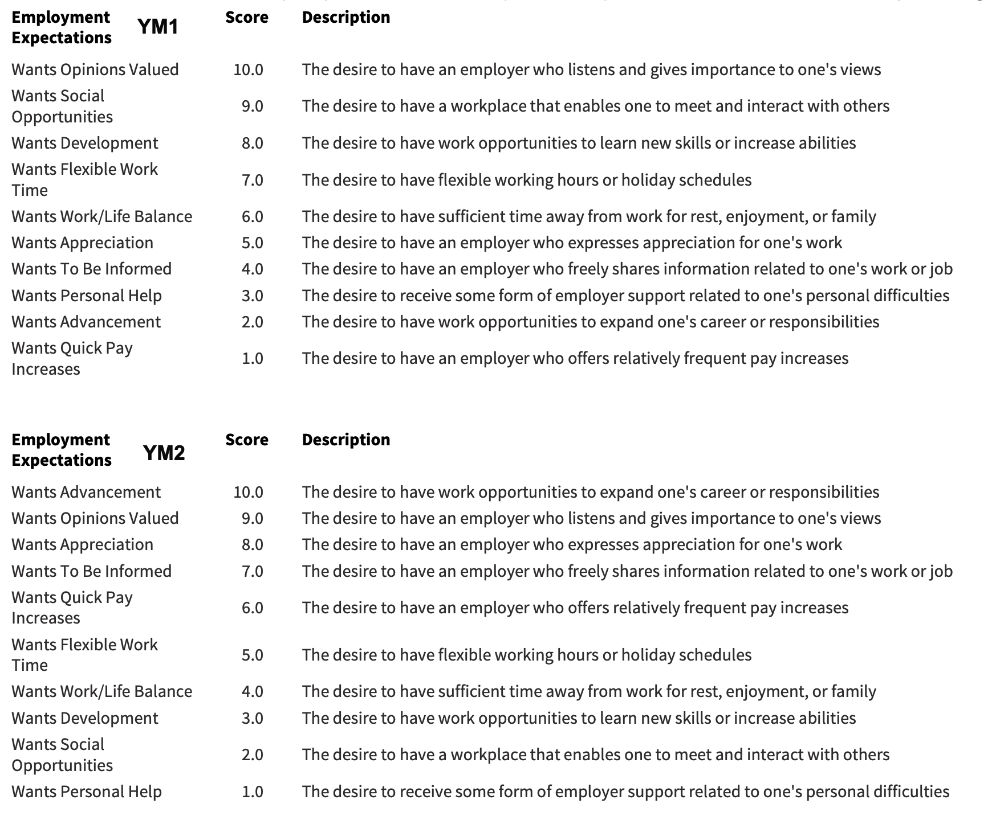 Employment Expectations YM1 Score Description
Wants Opinions Valued 10.0 The desire to have an employer who listens and gives importance to one's views
Wants Social Opportunities 9.0 The desire to have a workplace that enables one to meet and interact with others
Wants Development 8.0 The desire to have work opportunities to learn new skills or increase abilities
Wants Flexible Work Time 7.0 The desire to have flexible working hours or holiday schedules
Wants Work/Life Balance 6.0 The desire to have sufficient time away from work for rest, enjoyment, or family
Wants Appreciation 5.0 The desire to have an employer who expresses appreciation for one's work
Wants To Be Informed 4.0 The desire to have an employer who freely shares information related to one's work or job
Wants Personal Help 3.0 The desire to receive some form of employer support related to one's personal difficulties
Wants Advancement 2.0 The desire to have work opportunities to expand one's career or responsibilities
Wants Quick Pay Increases 1.0 The desire to have an employer who offers relatively frequent pay increases
Employment Expectations YM2 Score Description
Wants Advancement 10.0 The desire to have work opportunities to expand one's career or responsibilities
Wants Opinions Valued 9.0 The desire to have an employer who listens and gives importance to one's views
Wants Appreciation 8.0 The desire to have an employer who expresses appreciation for one's work
Wants To Be Informed 7.0 The desire to have an employer who freely shares information related to one's work or job
Wants Quick Pay Increases 6.0 The desire to have an employer who offers relatively frequent pay increases
Wants Flexible Work Time 5.0 The desire to have flexible working hours or holiday schedules
Wants Work/Life Balance 4.0 The desire to have sufficient time away from work for rest, enjoyment, or family
Wants Development 3.0 The desire to have work opportunities to learn new skills or increase abilities
Wants Social Opportunities 2.0 The desire to have a workplace that enables one to meet and interact with others
Wants Personal Help 1.0 The desire to receive some form of employer support related to one's personal difficulties